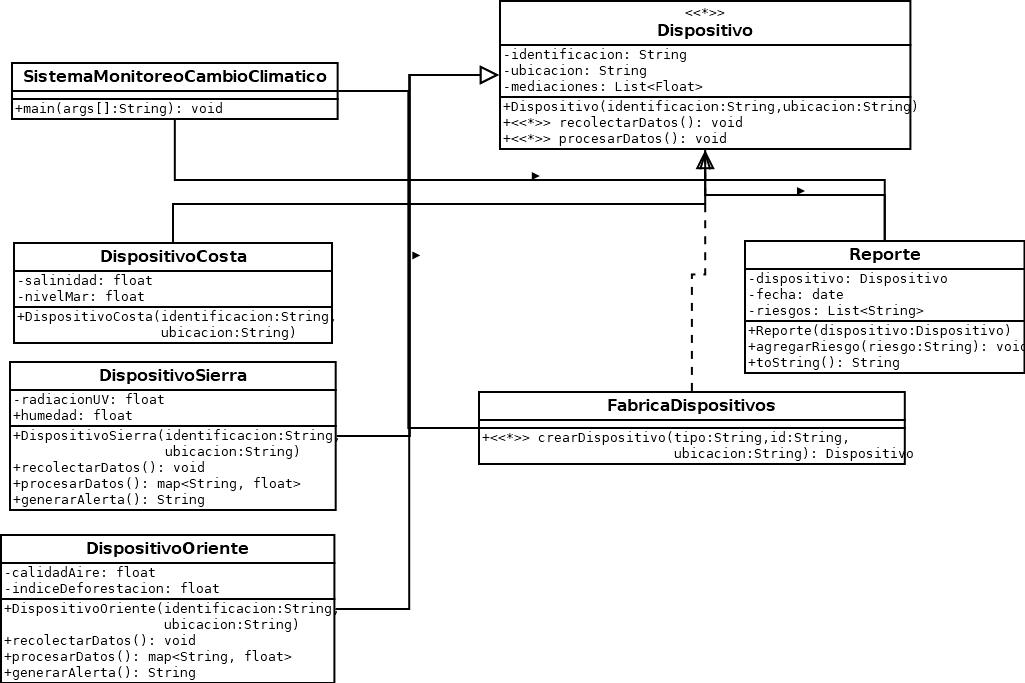 <<*>>
Dispositivo
-identificacion: String
-ubicacion: String
-mediaciones: List<Float>
+Dispositivo(identificacion:String,ubicacion:String)
+<<*>> recolectarDatos(): void
+<<*>> procesarDatos(): void
SistemaMonitoreoCambioClimatico
+main(args[]:String): void
DispositivoCosta
-salinidad: float
-nivelMar: float
+DispositivoCosta(identificacion:String,
ubicacion:String)
Reporte
-dispositivo: Dispositivo
-fecha: date
-riesgos: List<String>
+Reporte(dispositivo:Dispositivo)
+agregarRiesgo(riesgo:String): void
+toString(): String
DispositivoSierra
-radiacionUV: float
+humedad: float
+DispositivoSierra(identificacion:String,
ubicacion:String)
+recolectarDatos(): void
+procesarDatos(): map<String, float>
+generarAlerta(): String
FabricaDispositivos
+<<*>> crearDispositivo(tipo:String,id:String,
ubicacion:String): Dispositivo
DispositivoOriente
-calidadAire: float
-indiceDeforestacion: float
+DispositivoOriente(identificacion:String,
ubicacion:String)
+recolectarDatos(): void
+procesarDatos(): map<String, float>
+generarAlerta(): String